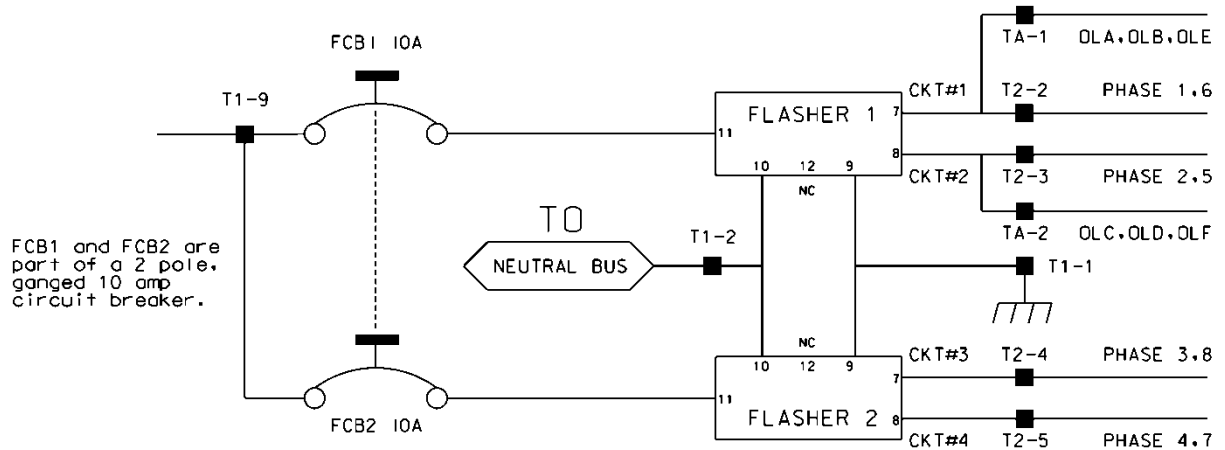 FCB1 10A
T1-9
FCB1 and FCB2 are
part of a 2 pole,
ganged 10 amp
circuit breaker.
FCB2 10A
TO
NEUTRAL BUS
T1-2
FLASHER 1
11
7
8
10 12 9
NC
CKT#1
CKT#2
TA-1 OLA,OLB,OLE
T2-2 PHASE 1,6
T2-3 PHASE 2,5
TA-2 OLC,OLD,OLF
T1-1
NC
10 12 9
11
7
8
FLASHER 2
CKT#3 T2-4 PHASE 3,8
CKT#4 T2-5 PHASE 4,7